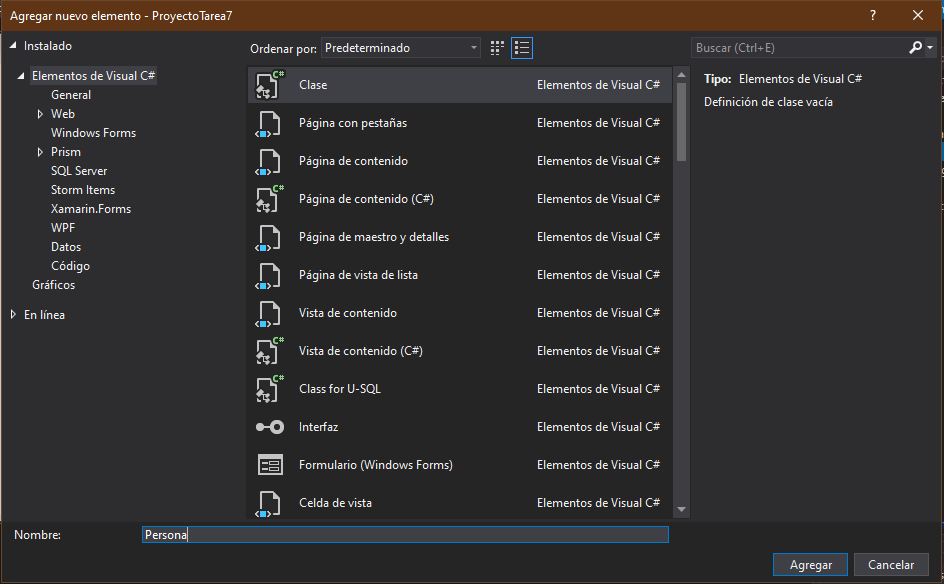 Agregar nuevo elemento - ProyectoTarea7 ?
Instalado
Ordenar por: Predeterminado
Buscar (Ctrl+E)
Elementos de Visual C#
General
Web
Windows Forms
Prism
SQL Server
Storm Items
Xamarin.Forms
WPF
Datos
Código
Gráficos
En línea
C# Clase Elementos de Visual C#
Página con pestañas Elementos de Visual C#
Página de contenido Elementos de Visual C#
C# Página de contenido (C#) Elementos de Visual C#
Página de maestro y detalles Elementos de Visual C#
Página de vista de lista Elementos de Visual C#
Vista de contenido Elementos de Visual C#
C# Vista de contenido (C#) Elementos de Visual C#
C# Class for U-SQL Elementos de Visual C#
Interfaz Elementos de Visual C#
Formulario (Windows Forms) Elementos de Visual C#
Celda de vista Elementos de Visual C#
Tipo: Elementos de Visual C#
Definición de clase vacía
Nombre: Persona
Agregar Cancelar